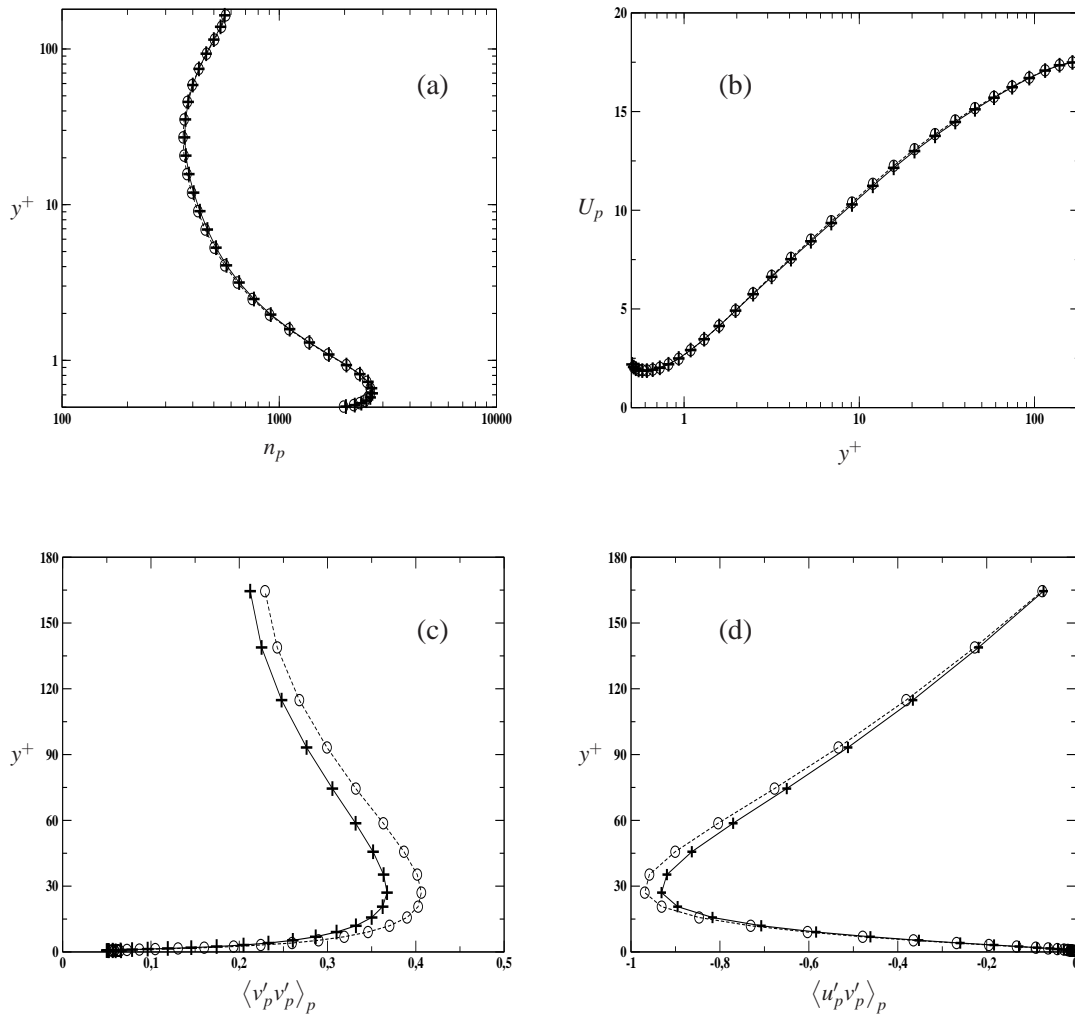 100
10
1
y⁺
(a)
100 1000 10000
n_p
20
15
10
5
0
U_p
(b)
1 10 100
y⁺
180
150
120
90
60
30
0
y⁺
(c)
0 0,1 0,2 0,3 0,4 0,5
⟨v′_p v′_p⟩_p
180
150
120
90
60
30
0
y⁺
(d)
-1 -0,8 -0,6 -0,4 -0,2 0
⟨u′_p v′_p⟩_p